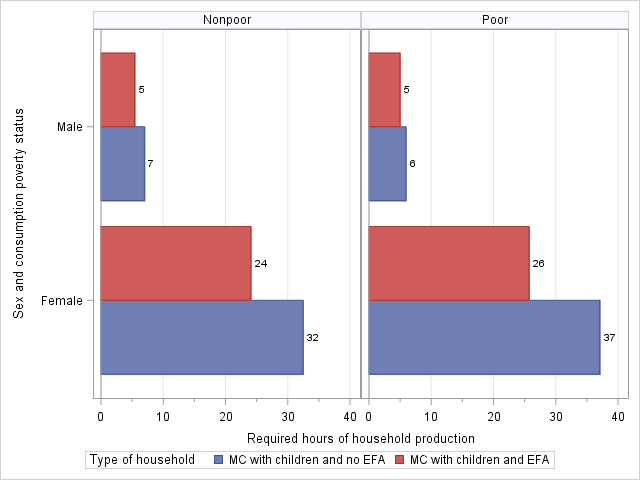 Nonpoor
Poor
Sex and consumption poverty status
Male
Female
5
7
24
32
5
6
26
37
0 10 20 30 40
0 10 20 30 40
Required hours of household production
Type of household MC with children and no EFA MC with children and EFA